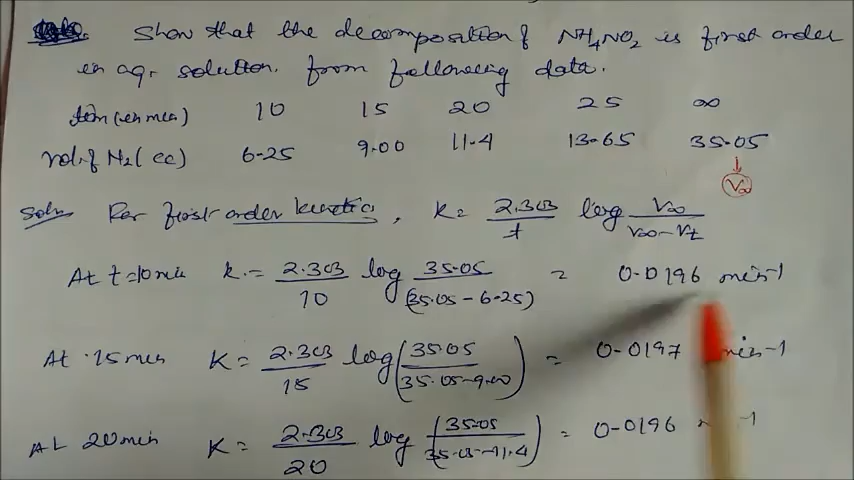 Show that the decomposition of NH4NO2 is first order
in aq. solution. from following data.
time (in min) 10 15 20 25 ∞
vol. of N2 (cc) 6.25 9.00 11.4 13.65 35.05
V∞
Soln For first order kinetics, K = 2.303/t log V∞/V∞-Vt
At t=10 min k = 2.303/10 log 35.05/(35.05-6.25) = 0.0196 min-1
At 15 min K = 2.303/15 log (35.05/35.05-9.00) = 0.0197 min-1
At 20 min K = 2.303/20 log (35.05/35.05-11.4) = 0.0196 -1